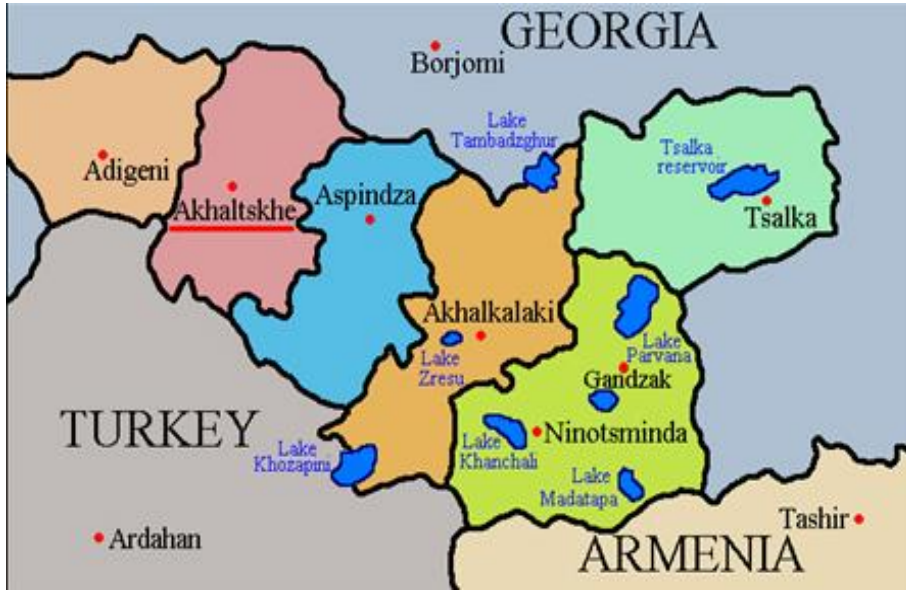 GEORGIA
Borjomi
Lake
Tambadzghur
Adigeni
Akhaltskhe
Aspindza
Tsalka
reservoir
Tsalka
Akhalkalaki
Lake
Zresu
Lake
Parvana
Gandzak
TURKEY
Lake
Khozapini
Lake
Khanchali
Ninotsminda
Lake
Madatapa
Ardahan
Tashir
ARMENIA